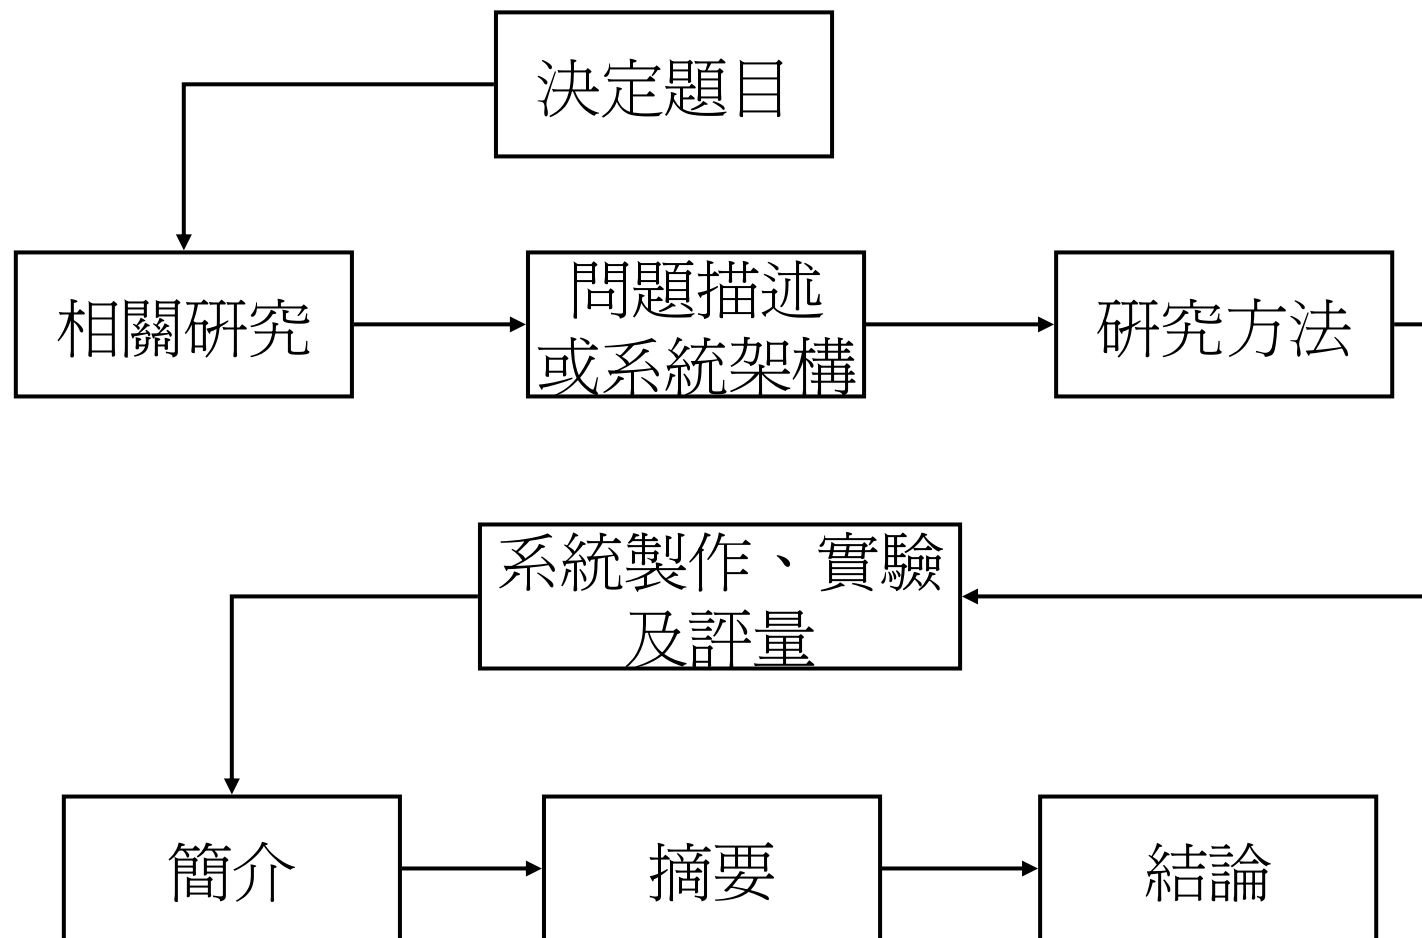 決定題目
相關研究
問題描述
或系統架構
研究方法
系統製作、實驗
及評量
簡介
摘要
結論